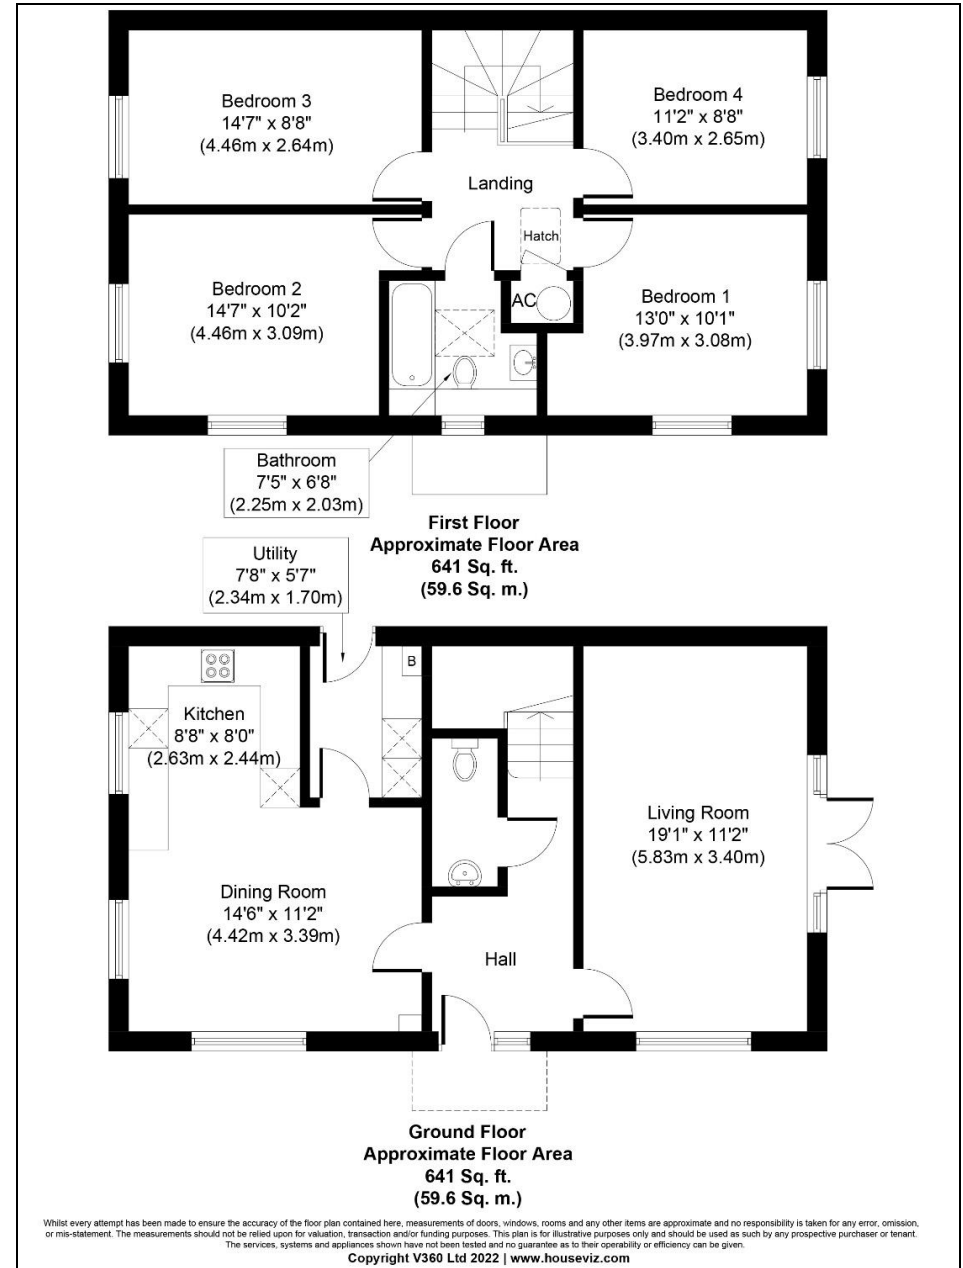 Bedroom 3
14'7" x 8'8"
(4.46m x 2.64m)
Bedroom 4
11'2" x 8'8"
(3.40m x 2.65m)
Landing
Hatch
Bedroom 2
14'7" x 10'2"
(4.46m x 3.09m)
AC
Bedroom 1
13'0" x 10'1"
(3.97m x 3.08m)
Bathroom
7'5" x 6'8"
(2.25m x 2.03m)
First Floor
Approximate Floor Area
641 Sq. ft.
(59.6 Sq. m.)
Utility
7'8" x 5'7"
(2.34m x 1.70m)
B
Kitchen
8'8" x 8'0"
(2.63m x 2.44m)
Living Room
19'1" x 11'2"
(5.83m x 3.40m)
Dining Room
14'6" x 11'2"
(4.42m x 3.39m)
Hall
Ground Floor
Approximate Floor Area
641 Sq. ft.
(59.6 Sq. m.)
Whilst every attempt has been made to ensure the accuracy of the floor plan contained here, measurements of doors, windows, rooms and any other items are approximate and no responsibility is taken for any error, omission,
or mis-statement. The measurements should not be relied upon for valuation, transaction and/or funding purposes. This plan is for illustrative purposes only and should be used as such by any prospective purchaser or tenant.
The services, systems and appliances shown have not been tested and no guarantee as to their operability or efficiency can be given.
Copyright V360 Ltd 2022 | www.houseviz.com